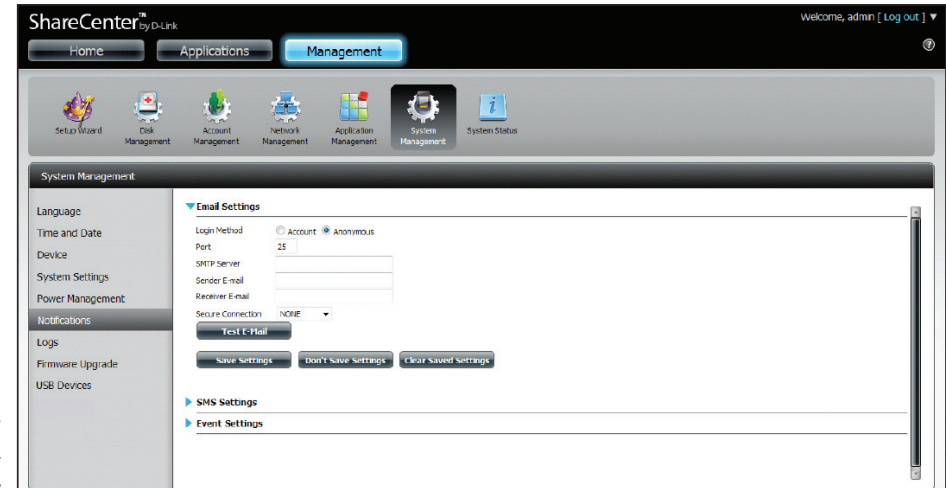 ShareCenter™ by D-Link
Welcome, admin [ Log out ] ▼
Home Applications Management
Setup Wizard
Disk Management
Account Management
Network Management
Application Management
System Management
System Status
System Management
Language
Time and Date
Device
System Settings
Power Management
Notifications
Logs
Firmware Upgrade
USB Devices
Email Settings
Login Method Account Anonymous
Port 25
SMTP Server
Sender E-mail
Receiver E-mail
Secure Connection NONE
Test E-Mail
Save Settings Don't Save Settings Clear Saved Settings
SMS Settings
Event Settings